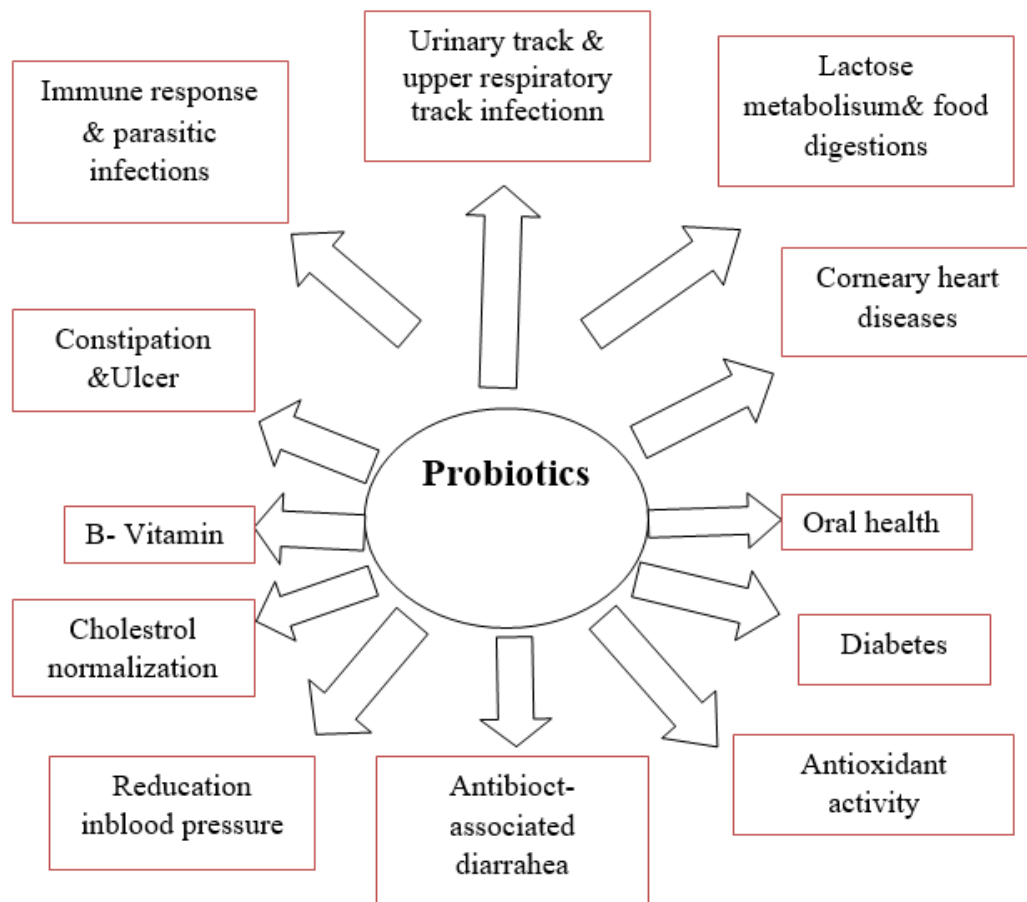 Urinary track &
upper respiratory
track infectionn
Immune response
& parasitic
infections
Lactose
metabolisum& food
digestions
Corneary heart
diseases
Constipation
&Ulcer
Probiotics
B- Vitamin
Oral health
Cholestrol
normalization
Diabetes
Reducation
inblood pressure
Antibioct-
associated
diarrahea
Antioxidant
activity